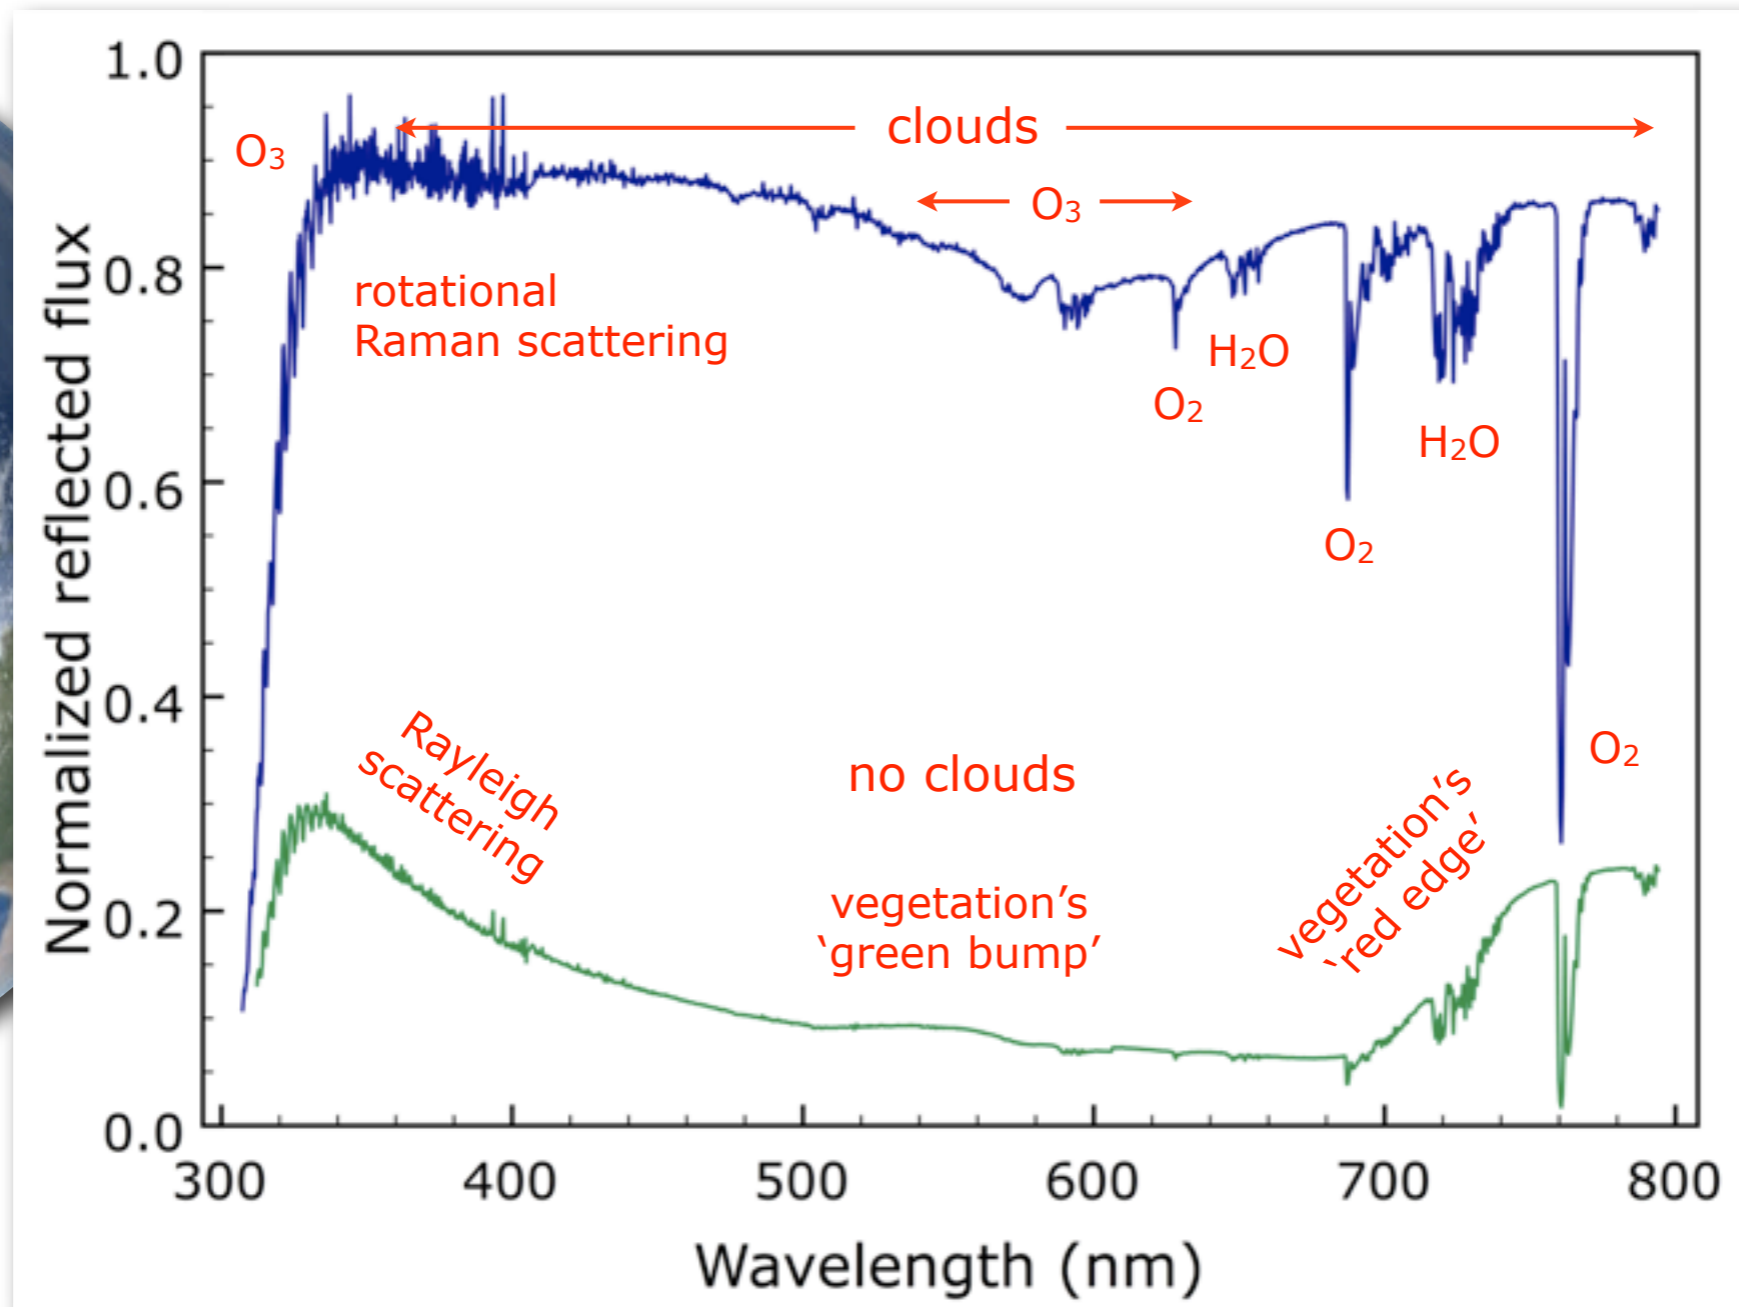 1.0
0.8
0.6
0.4
0.2
0.0
Normalized reflected flux
O₃
clouds
O₃
rotational
Raman scattering
H₂O
O₂
H₂O
O₂
O₂
Rayleigh
scattering
no clouds
vegetation’s
‘green bump’
vegetation’s
‘red edge’
300 400 500 600 700 800
Wavelength (nm)